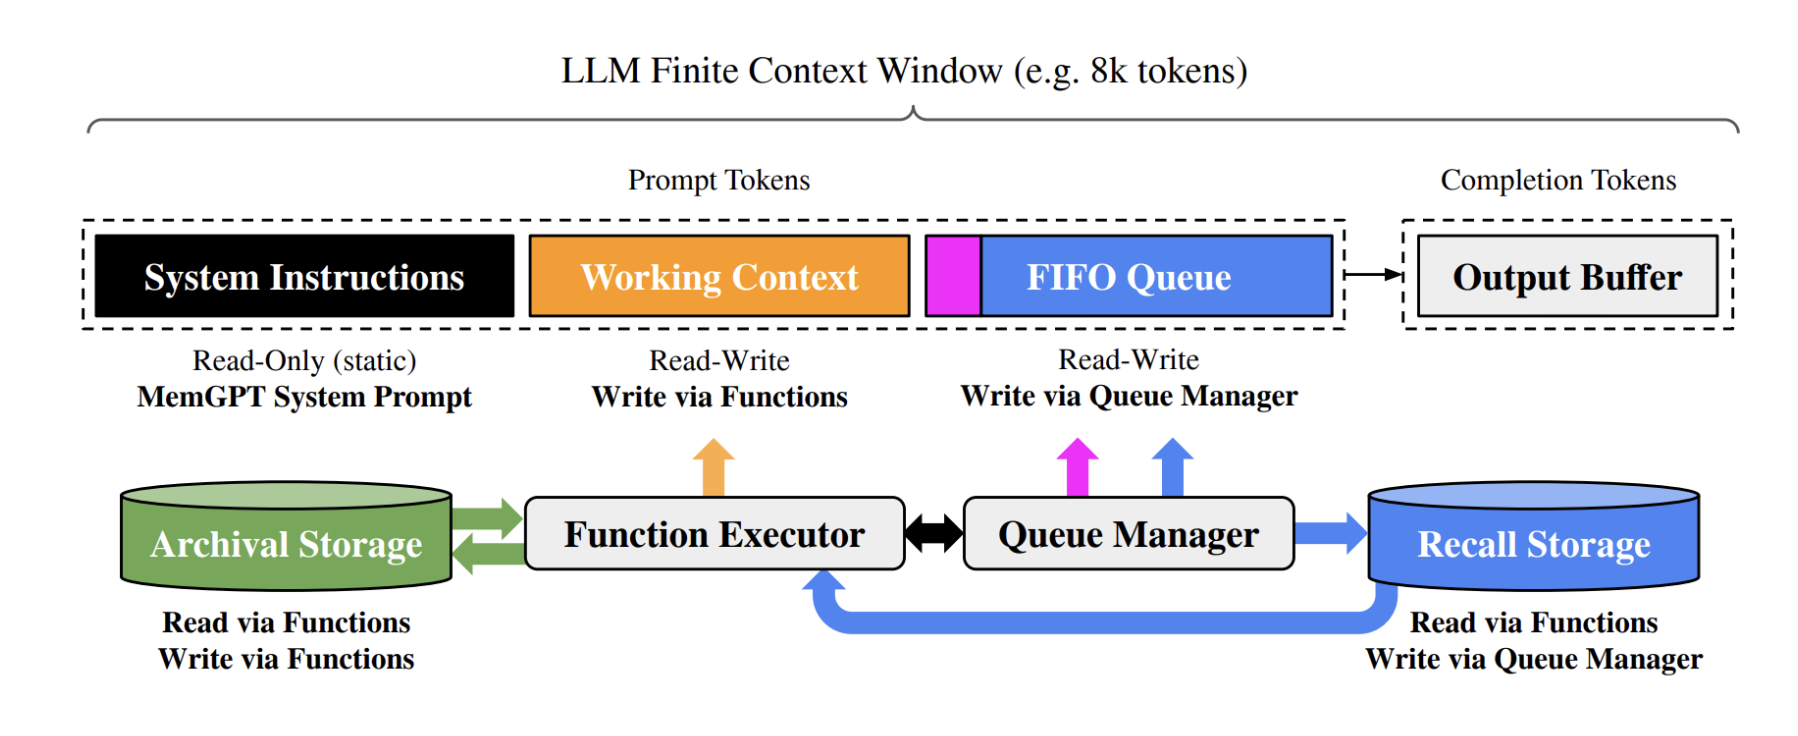 LLM Finite Context Window (e.g. 8k tokens)
Prompt Tokens
Completion Tokens
System Instructions
Working Context
FIFO Queue
Output Buffer
Read-Only (static)
MemGPT System Prompt
Read-Write
Write via Functions
Read-Write
Write via Queue Manager
Archival Storage
Function Executor
Queue Manager
Recall Storage
Read via Functions
Write via Functions
Read via Functions
Write via Queue Manager